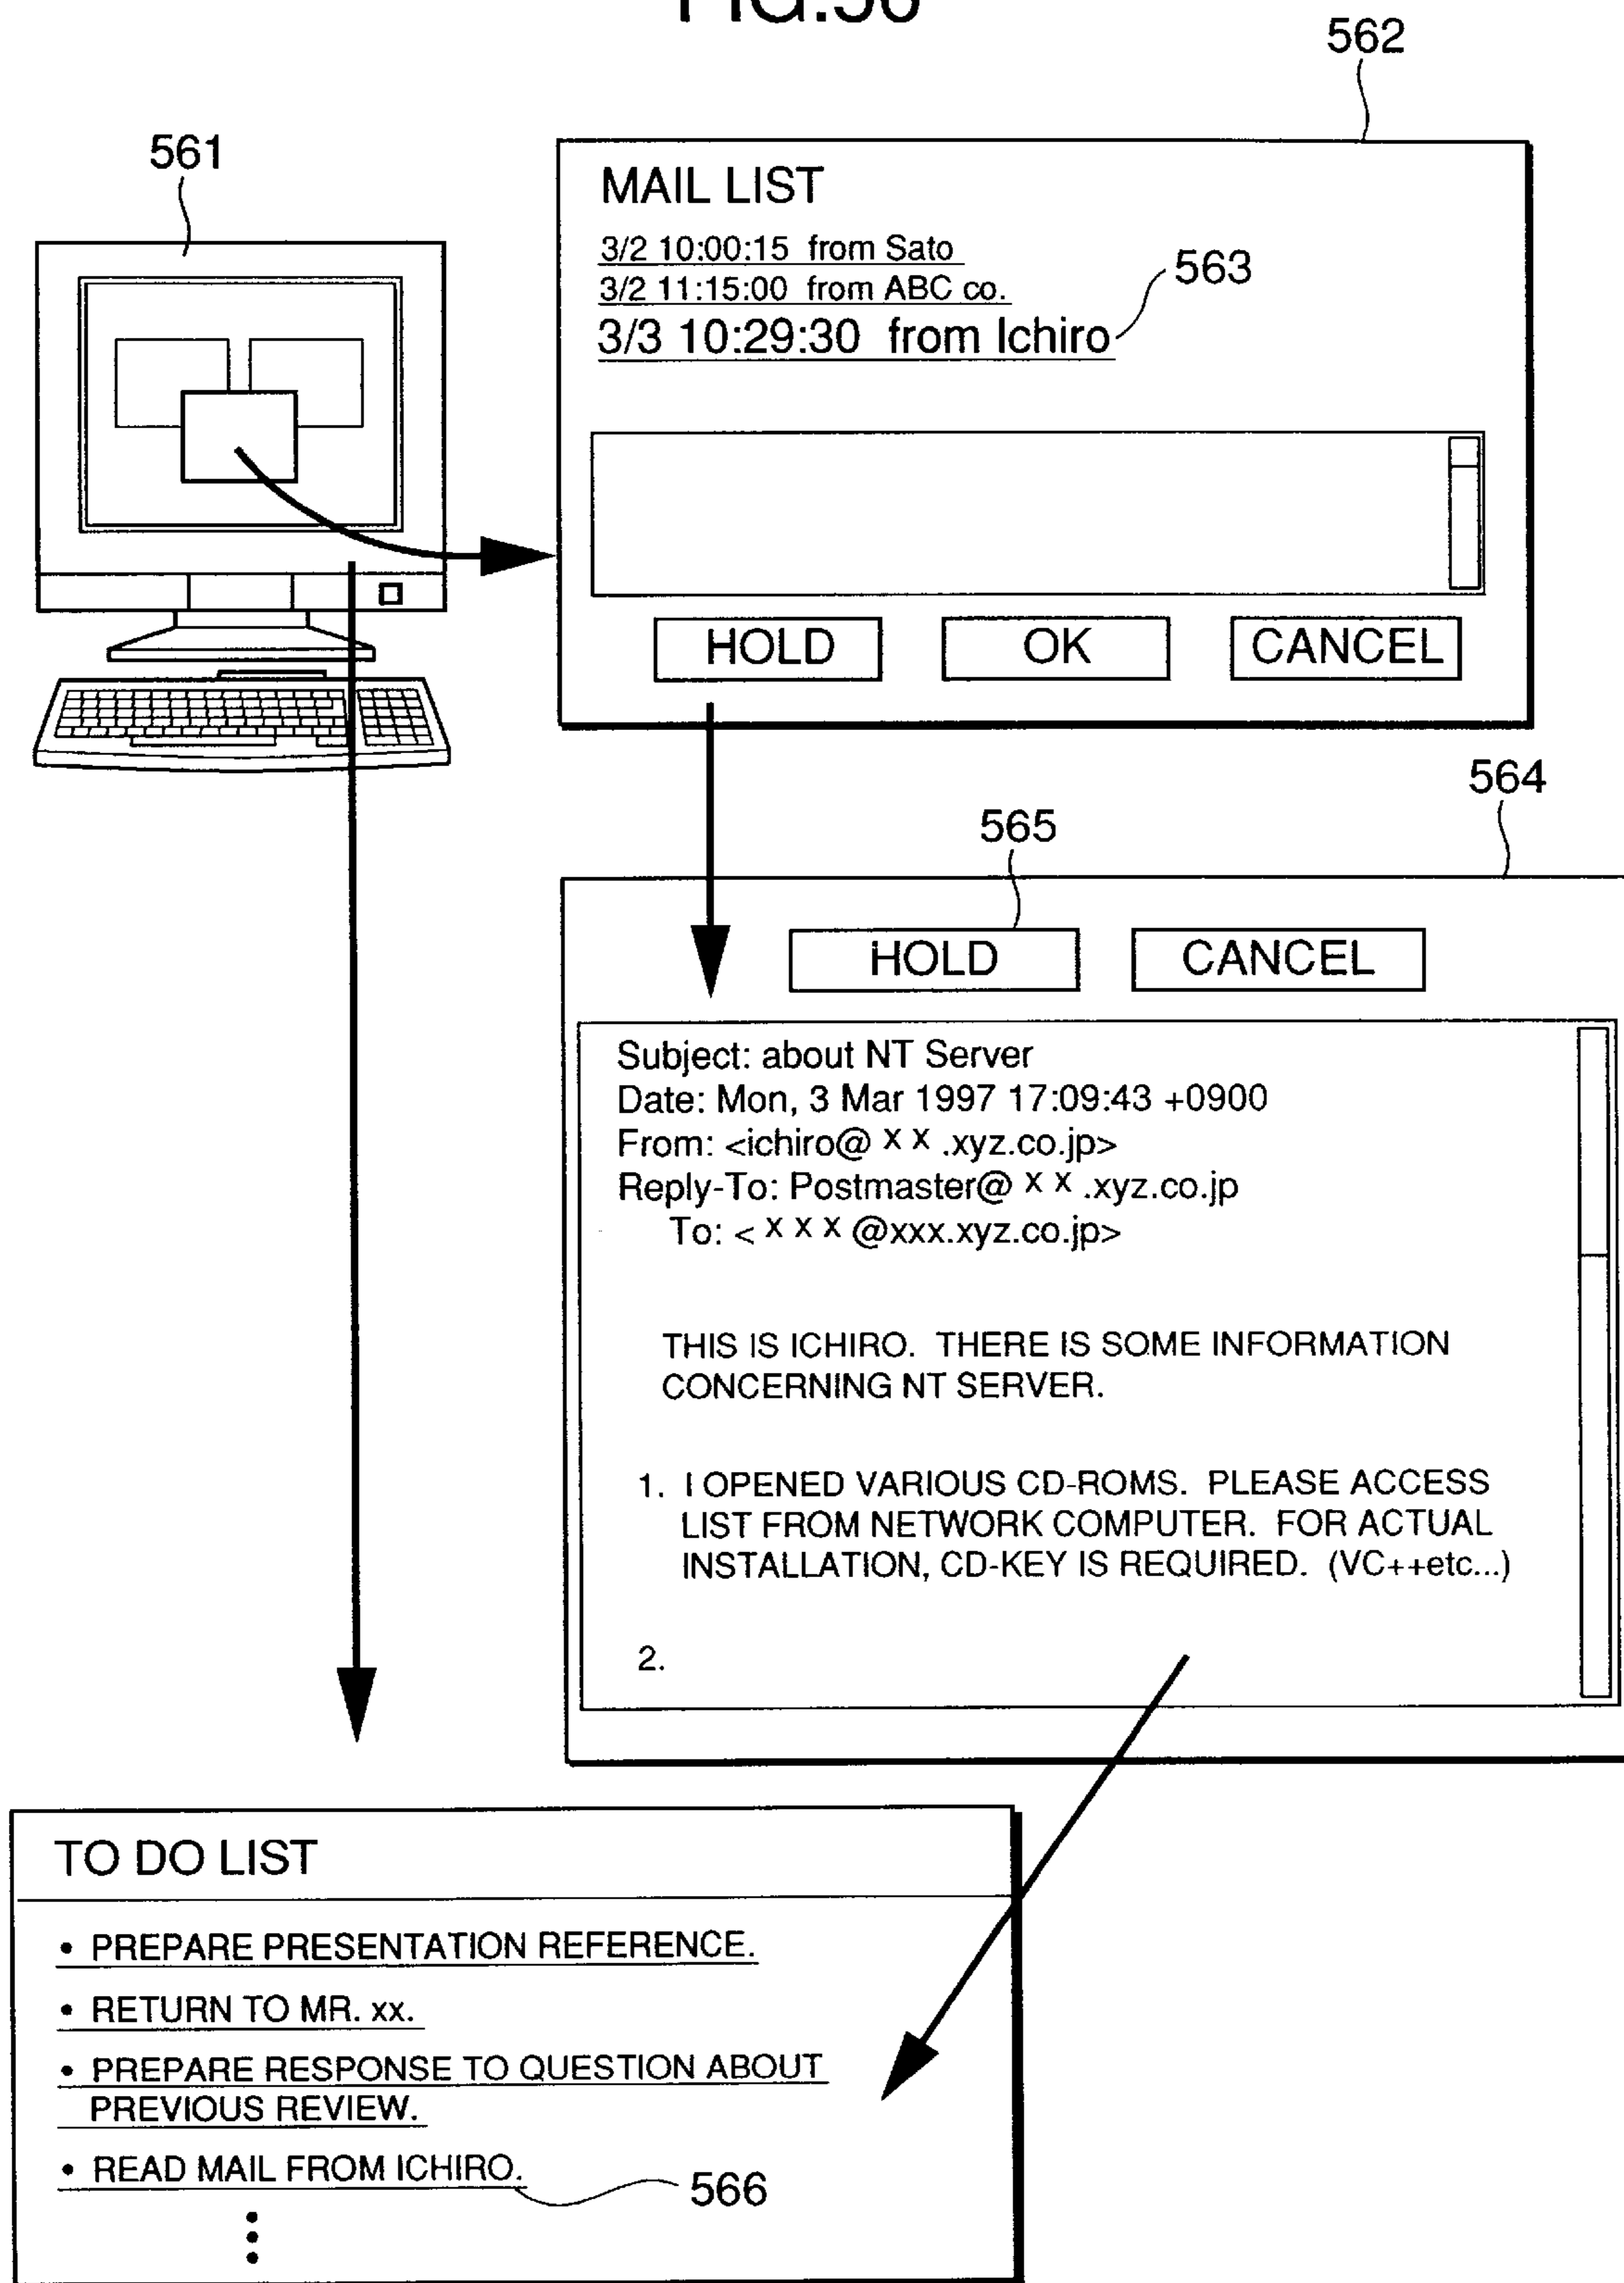 FIG.56
562
561
MAIL LIST
3/2 10:00:15 from Sato
3/2 11:15:00 from ABC co.
563
3/3 10:29:30 from Ichiro
HOLD
OK
CANCEL
564
565
HOLD
CANCEL
Subject: about NT Server
Date: Mon, 3 Mar 1997 17:09:43 +0900
From: <ichiro@ x x .xyz.co.jp>
Reply-To: Postmaster@ x x .xyz.co.jp
To: < x x x @xxx.xyz.co.jp>
THIS IS ICHIRO. THERE IS SOME INFORMATION
CONCERNING NT SERVER.
1. I OPENED VARIOUS CD-ROMS. PLEASE ACCESS
LIST FROM NETWORK COMPUTER. FOR ACTUAL
INSTALLATION, CD-KEY IS REQUIRED. (VC++etc...)
2.
TO DO LIST
• PREPARE PRESENTATION REFERENCE.
• RETURN TO MR. xx.
• PREPARE RESPONSE TO QUESTION ABOUT
PREVIOUS REVIEW.
• READ MAIL FROM ICHIRO.
566